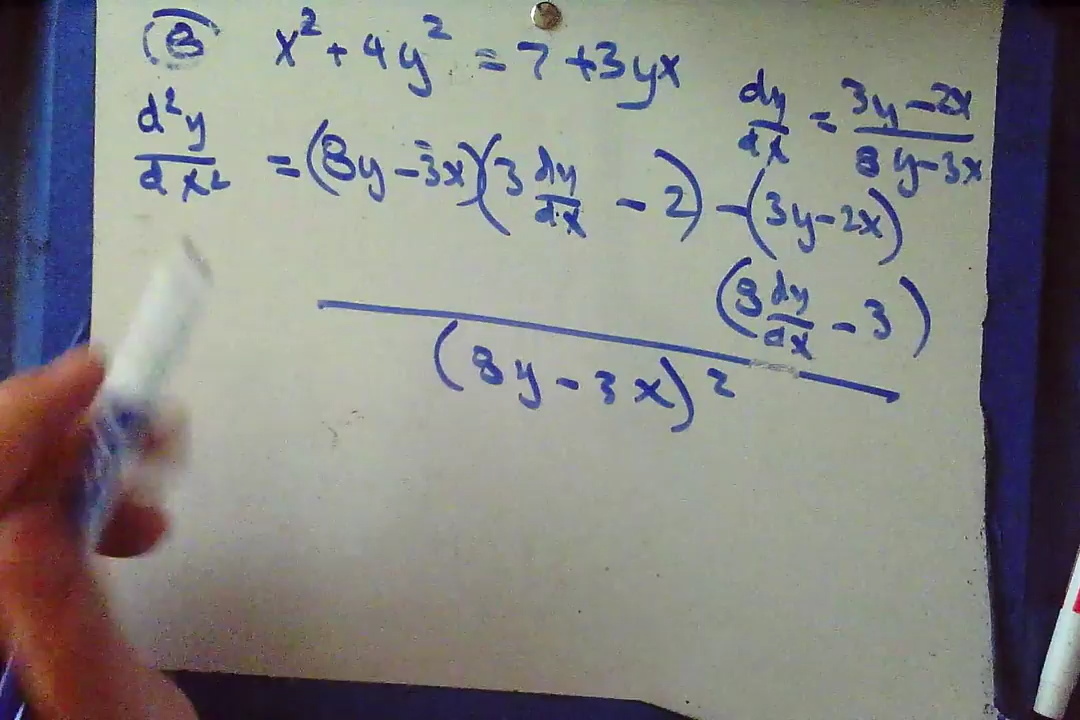 (B) x² + 4y² = 7 + 3yx
dy/dx = (3y-2x)/(8y-3x)
d²y/dx² = (8y-3x)(3 dy/dx - 2) - (3y-2x)
(8 dy/dx - 3)
(8y-3x)²